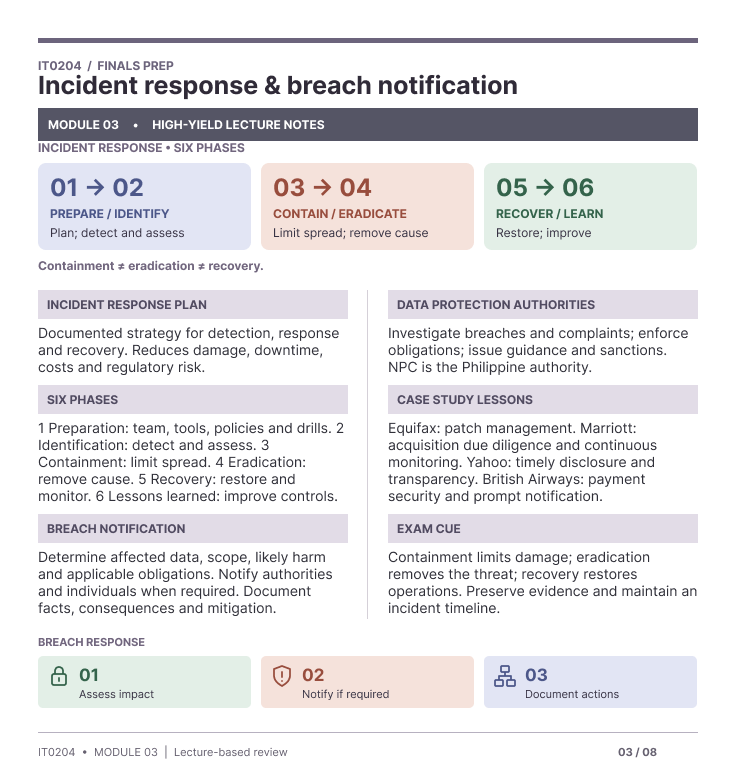 IT0204 / FINALS PREP
Incident response & breach notification
MODULE 03 • HIGH-YIELD LECTURE NOTES
INCIDENT RESPONSE • SIX PHASES
01 → 02
PREPARE / IDENTIFY
Plan; detect and assess
03 → 04
CONTAIN / ERADICATE
Limit spread; remove cause
05 → 06
RECOVER / LEARN
Restore; improve
Containment ≠ eradication ≠ recovery.
INCIDENT RESPONSE PLAN
Documented strategy for detection, response
and recovery. Reduces damage, downtime,
costs and regulatory risk.
SIX PHASES
1 Preparation: team, tools, policies and drills. 2
Identification: detect and assess. 3
Containment: limit spread. 4 Eradication:
remove cause. 5 Recovery: restore and
monitor. 6 Lessons learned: improve controls.
BREACH NOTIFICATION
Determine affected data, scope, likely harm
and applicable obligations. Notify authorities
and individuals when required. Document
facts, consequences and mitigation.
DATA PROTECTION AUTHORITIES
Investigate breaches and complaints; enforce
obligations; issue guidance and sanctions.
NPC is the Philippine authority.
CASE STUDY LESSONS
Equifax: patch management. Marriott:
acquisition due diligence and continuous
monitoring. Yahoo: timely disclosure and
transparency. British Airways: payment
security and prompt notification.
EXAM CUE
Containment limits damage; eradication
removes the threat; recovery restores
operations. Preserve evidence and maintain an
incident timeline.
BREACH RESPONSE
01
Assess impact
02
Notify if required
03
Document actions
IT0204 • MODULE 03 | Lecture-based review
03 / 08